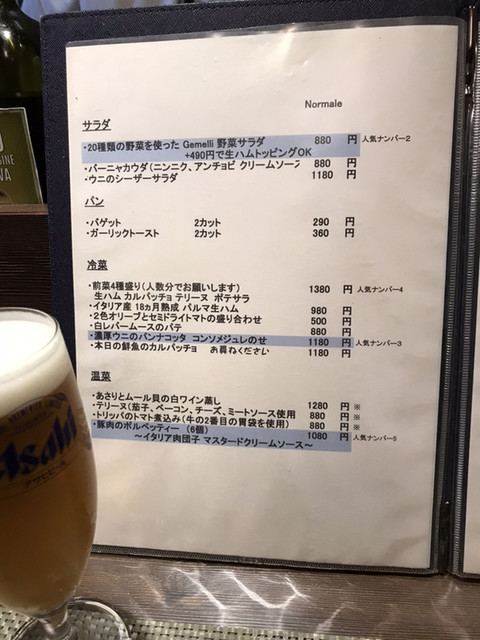 Normale
サラダ
・20種類の野菜を使った Gemelli 野菜サラダ 880 円 人気ナンバー2
+490円で生ハムトッピングOK
・バーニャカウダ(ニンニク、アンチョビ クリームソース 880 円
・ウニのシーザーサラダ 1180 円
パン
・バゲット 2カット 290 円
・ガーリックトースト 2カット 360 円
冷菜
・前菜4種盛り(人数分でお願いします) 1380 円 人気ナンバー4
生ハム カルパッチョ テリーヌ ポテサラ
・イタリア産 18ヵ月熟成 パルマ生ハム 980 円
・2色オリーブとセミドライトマトの盛り合わせ 500 円
・白レバームースのパテ 880 円
・濃厚ウニのパンナコッタ コンソメジュレのせ 1180 円 人気ナンバー3
・本日の鮮魚のカルパッチョ お尋ねください 1180 円
温菜
・あさりとムール貝の白ワイン蒸し 1280 円 ※
・テリーヌ(茄子、ベーコン、チーズ、ミートソース使用 880 円 ※
・トリッパのトマト煮込み(牛の2番目の胃袋を使用) 880 円 ※
・豚肉のポルペッティー (6個) 1080 円 人気ナンバー5
～イタリア肉団子 マスタードクリームソース～
Asahi
アサヒビール